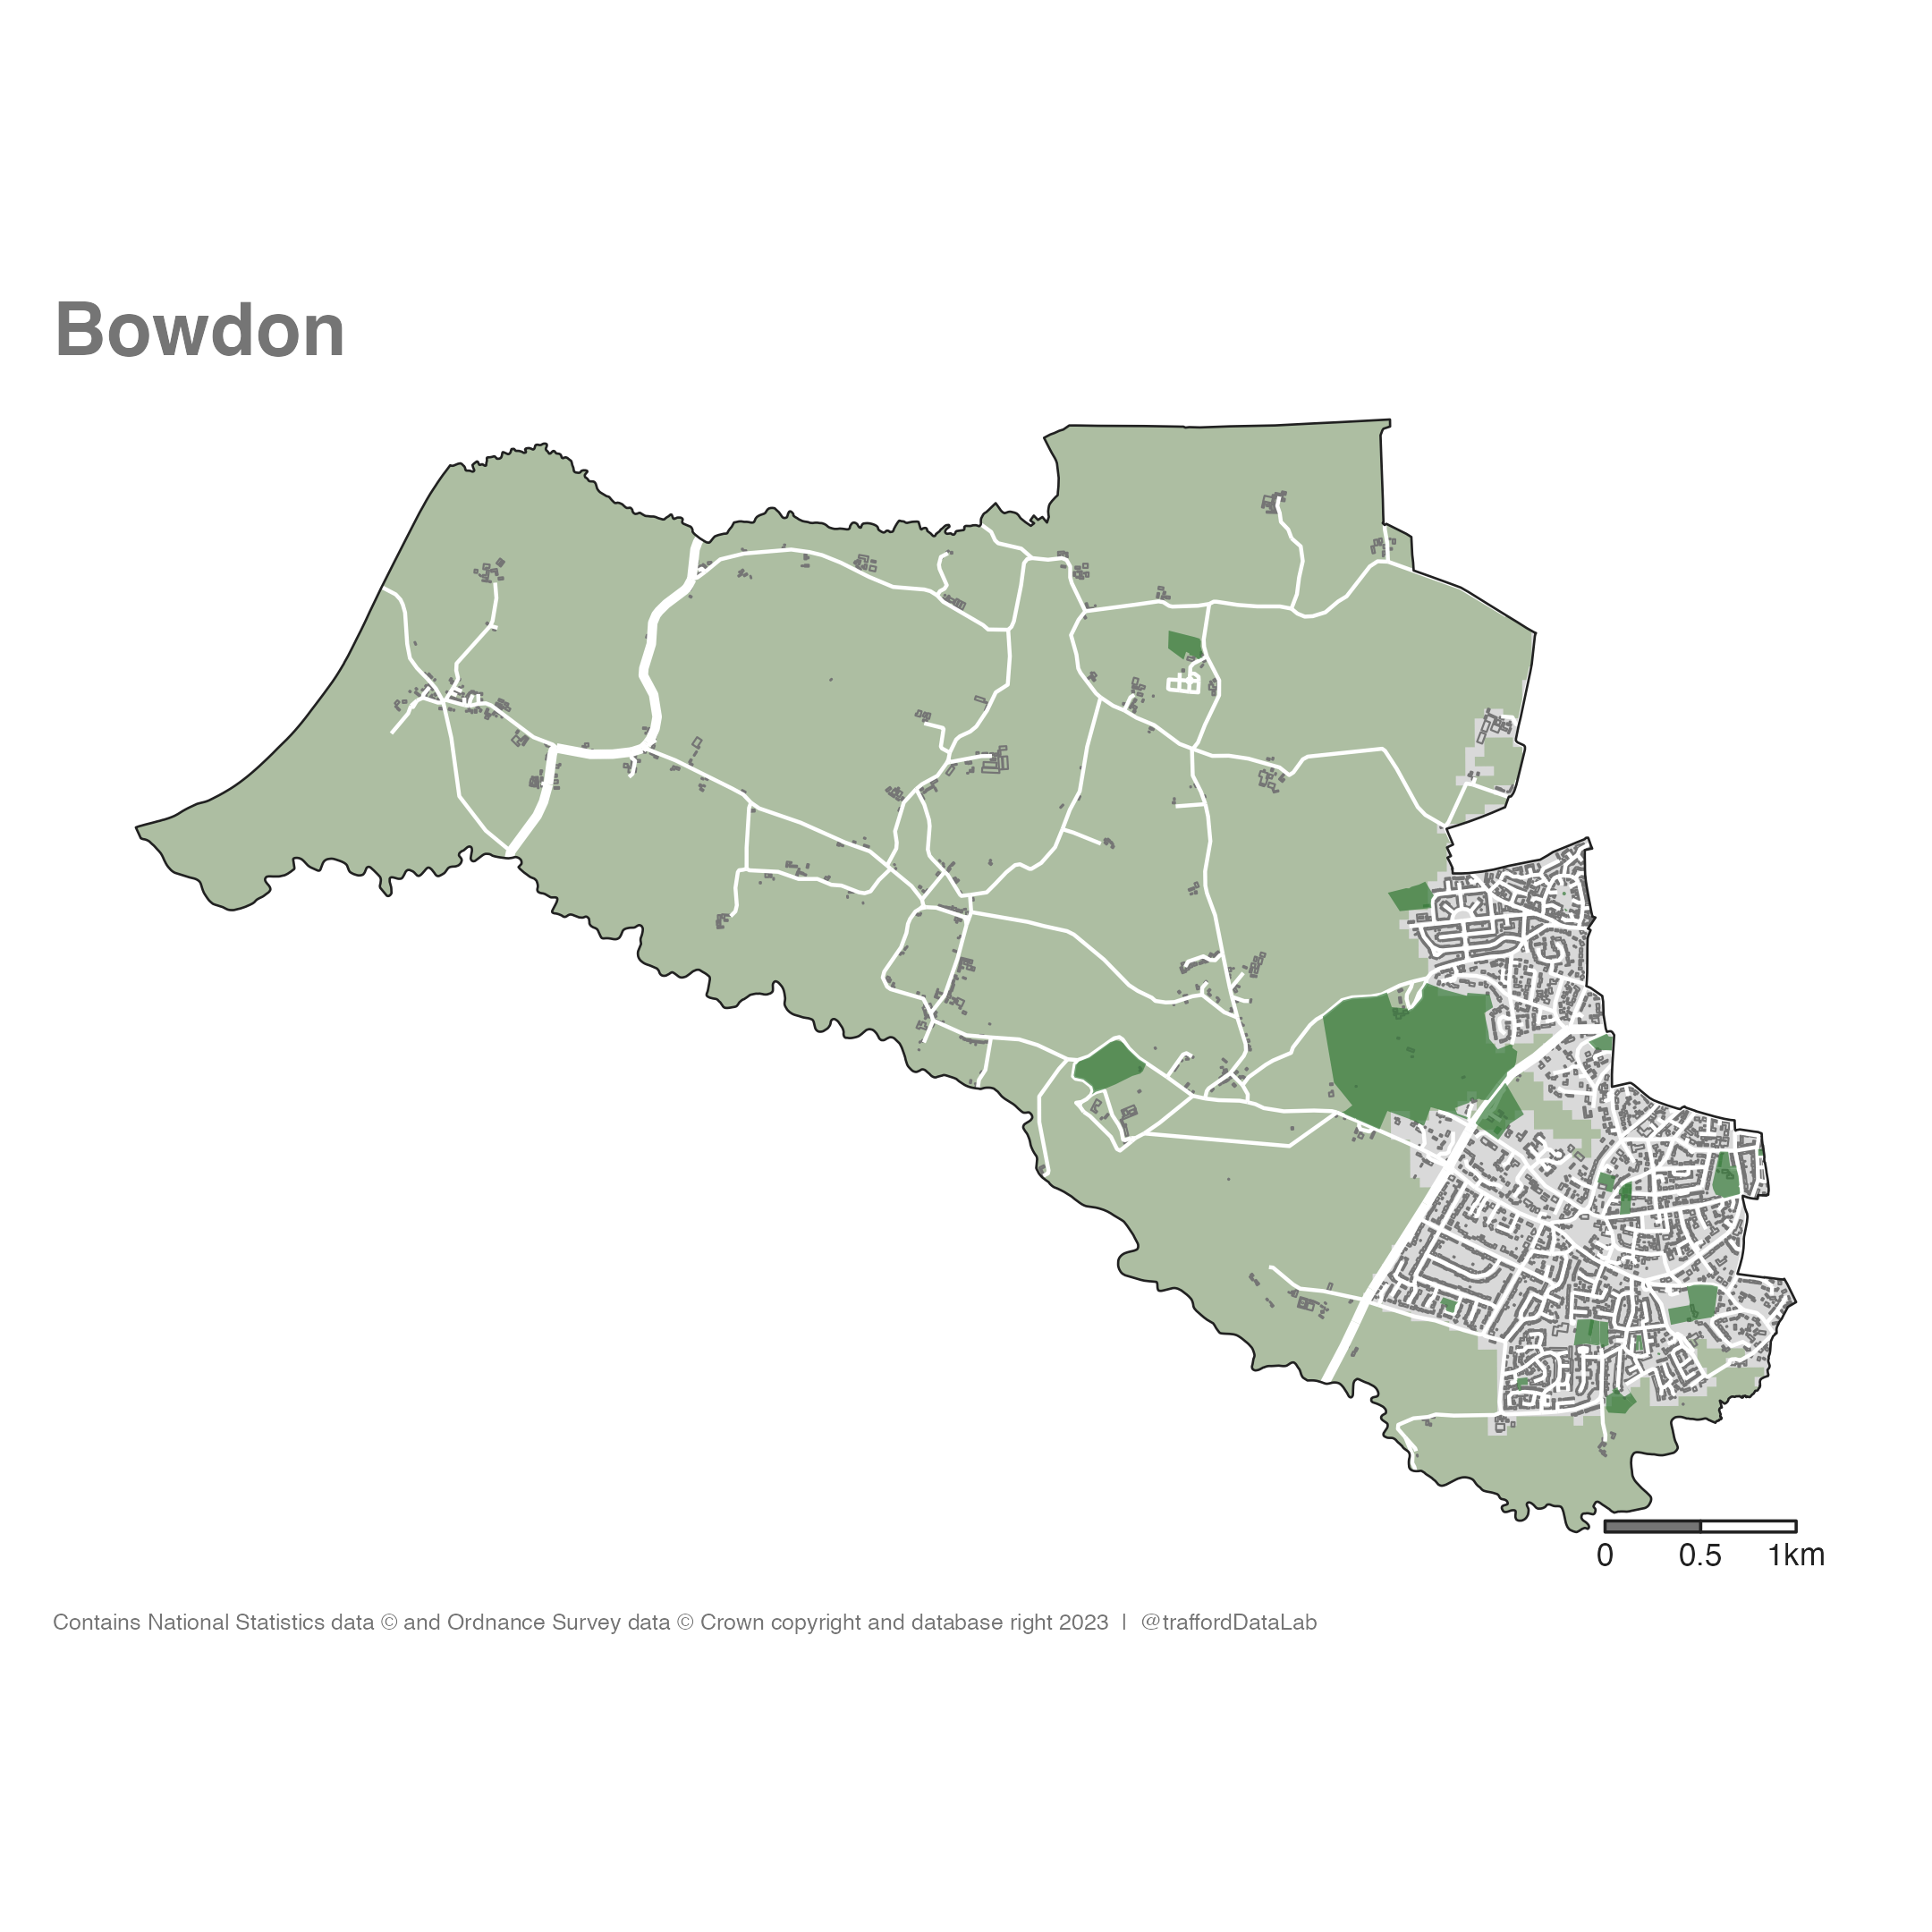 Bowdon
0 0.5 1km
Contains National Statistics data © and Ordnance Survey data © Crown copyright and database right 2023 | @traffordDataLab